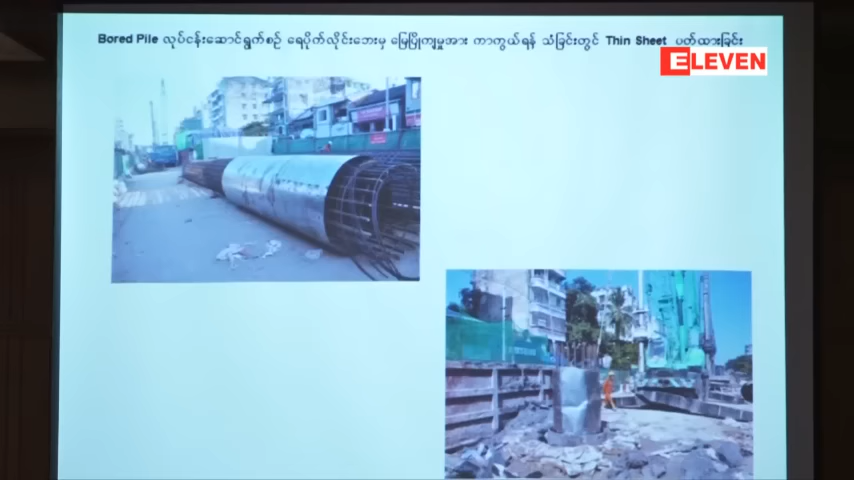 Bored Pile လုပ်ငန်းဆောင်ရွက်စဉ် ရေပိုက်လိုင်းဘေးမှ မြေပြိုကျမှုအား ကာကွယ်ရန် သံခြင်းတွင် Thin Sheet ပတ်ထားခြင်း
ELEVEN